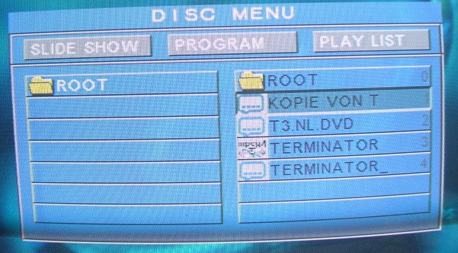 DISC MENU
SLIDE SHOW PROGRAM PLAY LIST
ROOT
ROOT 0
KOPIE VON T
T3.NL.DVD 2
TERMINATOR 3
TERMINATOR_ 4